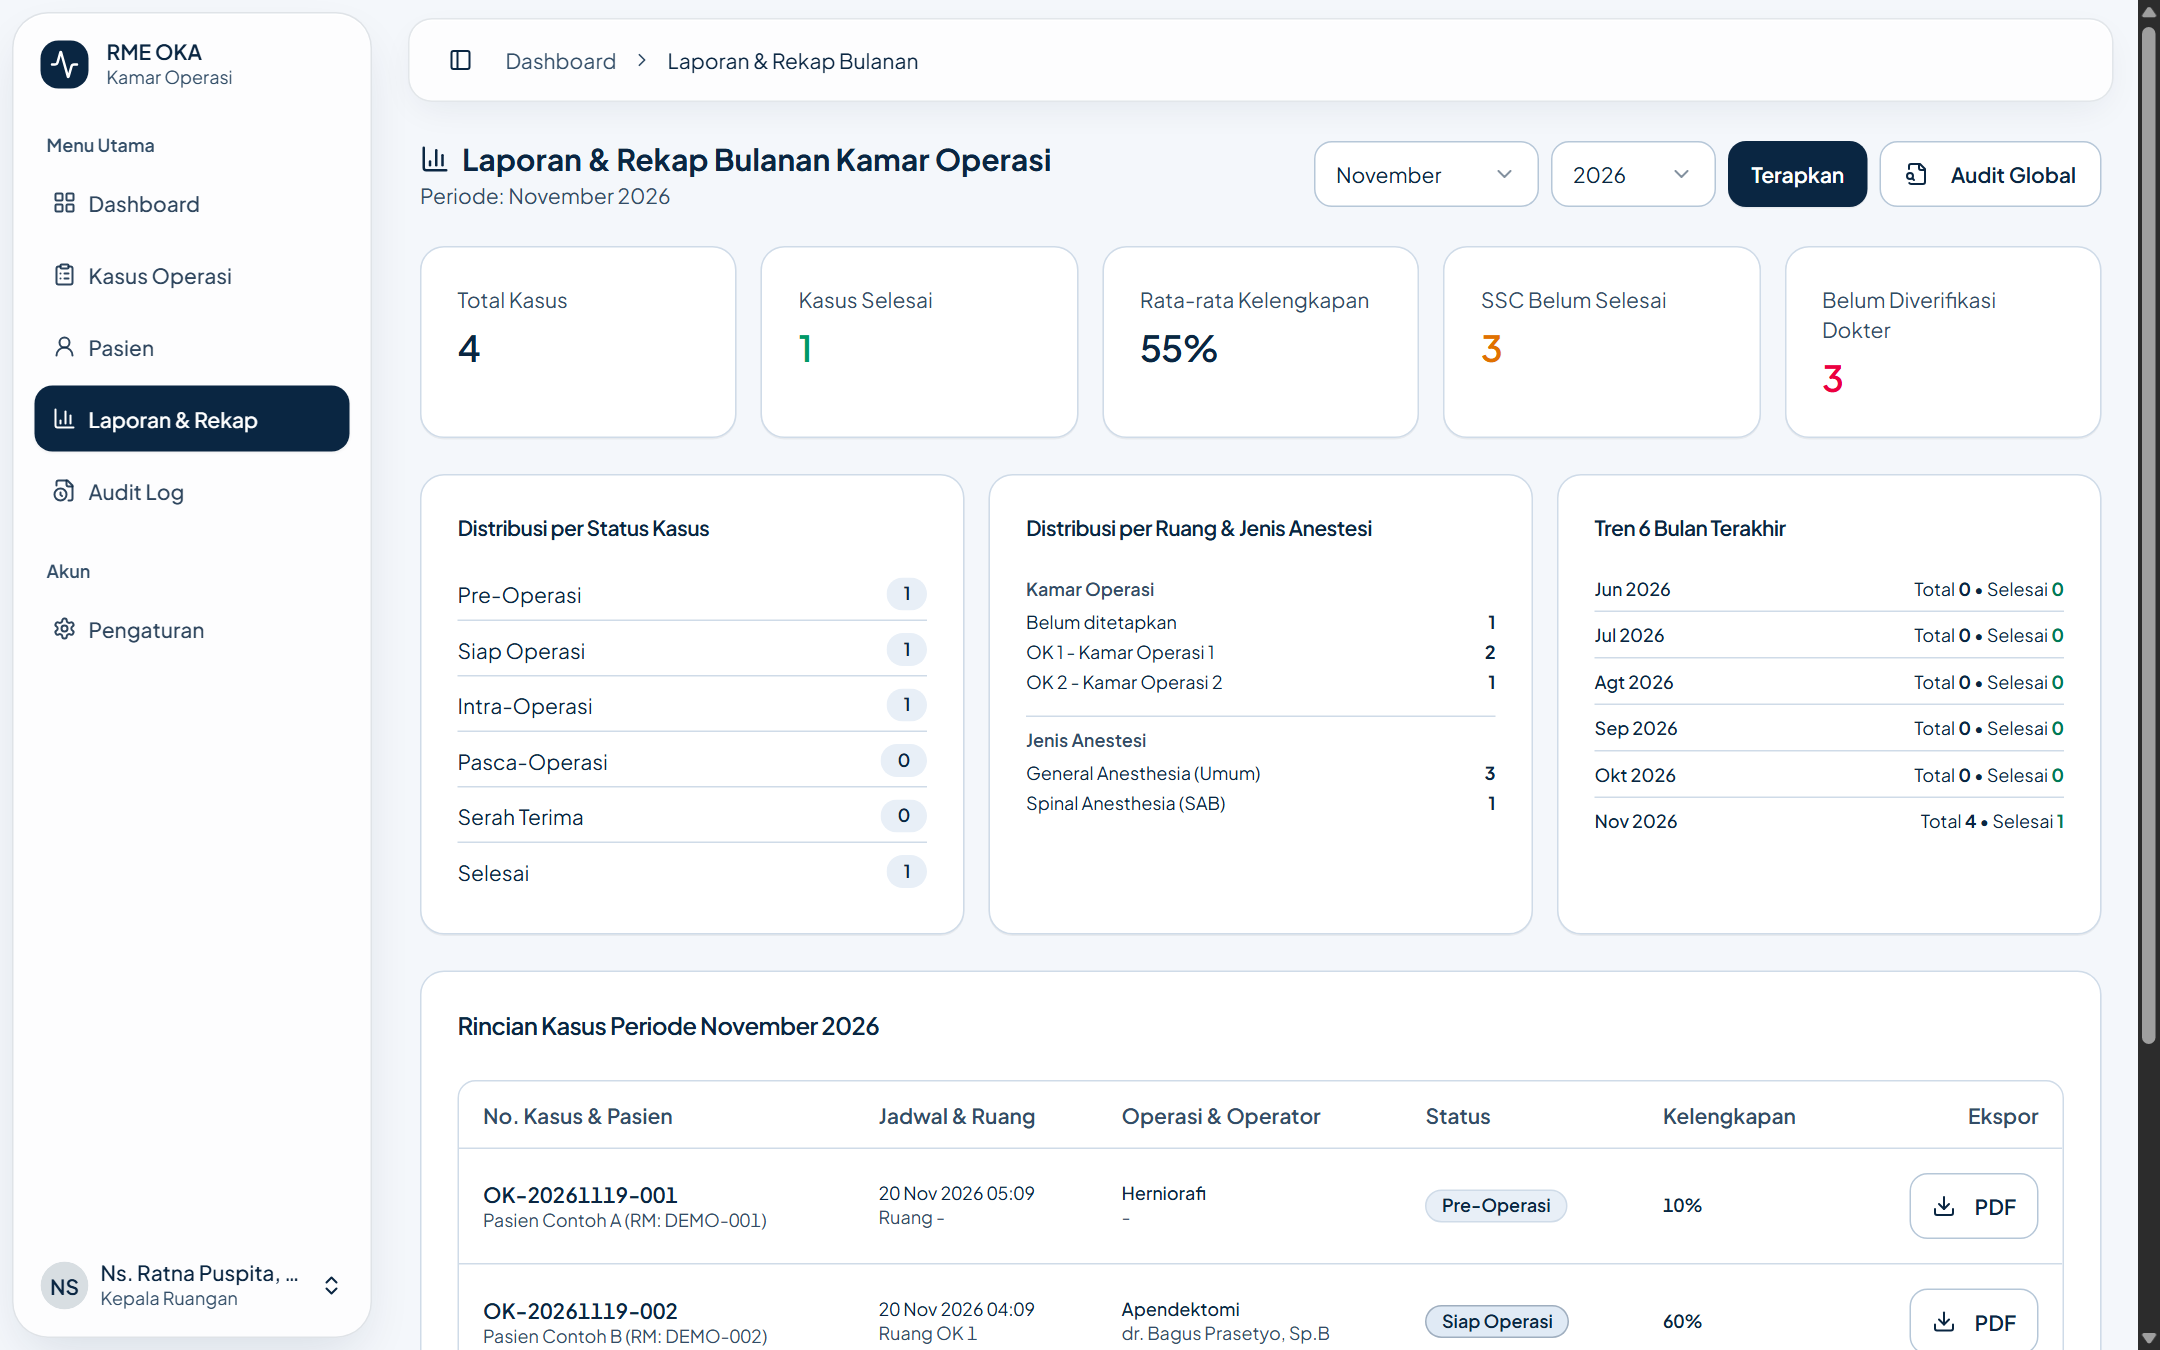 RME OKA
Kamar Operasi
Menu Utama
Dashboard
Kasus Operasi
Pasien
Laporan & Rekap
Audit Log
Akun
Pengaturan
NS
Ns. Ratna Puspita, ...
Kepala Ruangan
Dashboard > Laporan & Rekap Bulanan
Laporan & Rekap Bulanan Kamar Operasi
Periode: November 2026
November
2026
Terapkan
Audit Global
Total Kasus
4
Kasus Selesai
1
Rata-rata Kelengkapan
55%
SSC Belum Selesai
3
Belum Diverifikasi
Dokter
3
Distribusi per Status Kasus
Pre-Operasi 1
Siap Operasi 1
Intra-Operasi 1
Pasca-Operasi 0
Serah Terima 0
Selesai 1
Distribusi per Ruang & Jenis Anestesi
Kamar Operasi
Belum ditetapkan 1
OK 1 - Kamar Operasi 1 2
OK 2 - Kamar Operasi 2 1
Jenis Anestesi
General Anesthesia (Umum) 3
Spinal Anesthesia (SAB) 1
Tren 6 Bulan Terakhir
Jun 2026 Total 0 • Selesai 0
Jul 2026 Total 0 • Selesai 0
Agt 2026 Total 0 • Selesai 0
Sep 2026 Total 0 • Selesai 0
Okt 2026 Total 0 • Selesai 0
Nov 2026 Total 4 • Selesai 1
Rincian Kasus Periode November 2026
No. Kasus & Pasien Jadwal & Ruang Operasi & Operator Status Kelengkapan Ekspor
OK-20261119-001 20 Nov 2026 05:09 Herniorafi Pre-Operasi 10% PDF
Pasien Contoh A (RM: DEMO-001) Ruang - -
OK-20261119-002 20 Nov 2026 04:09 Apendektomi Siap Operasi 60% PDF
Pasien Contoh B (RM: DEMO-002) Ruang OK 1 dr. Bagus Prasetyo, Sp.B